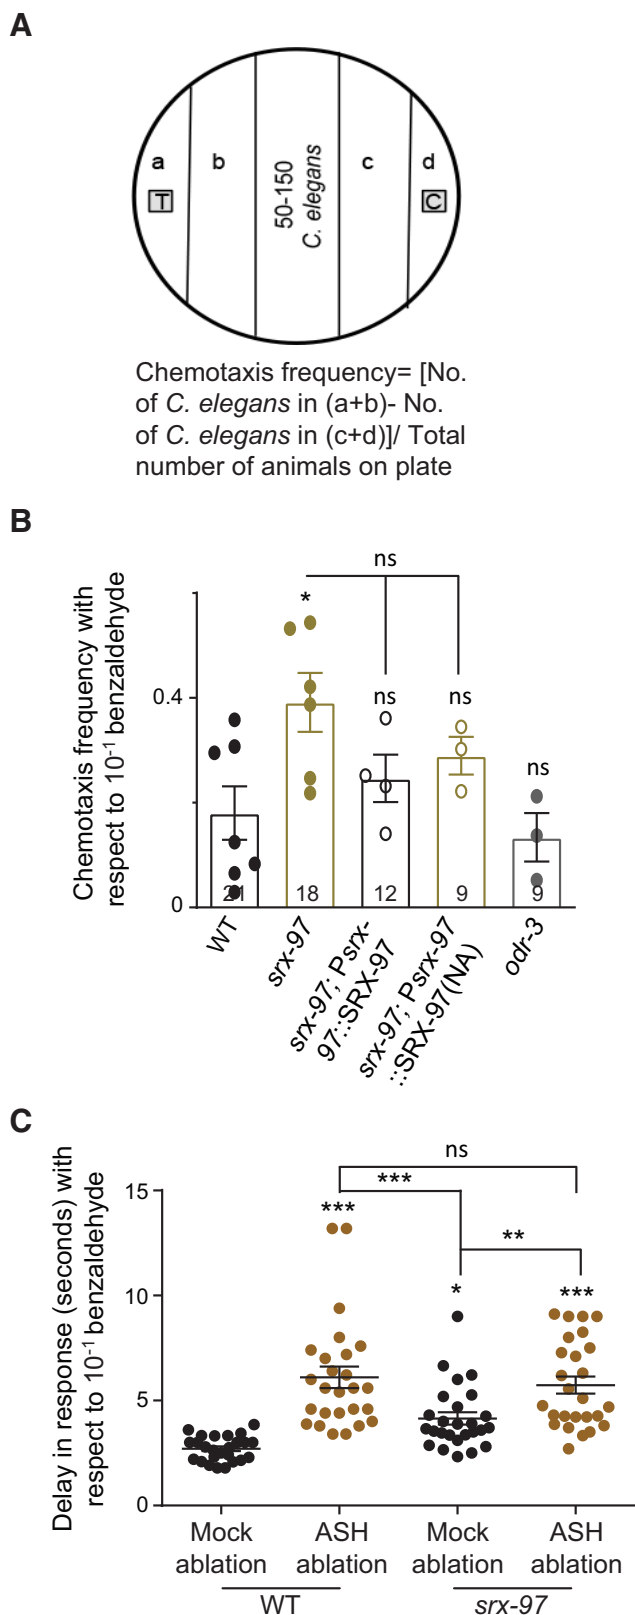 A
a
b
50-150
C. elegans
c
d
T
C
Chemotaxis frequency= [No.
of C. elegans in (a+b)- No.
of C. elegans in (c+d)]/ Total
number of animals on plate
B
Chemotaxis frequency with
respect to 10⁻¹ benzaldehyde
ns
*
ns
ns
ns
0.4
0
21
18
12
9
9
WT
srx-97
srx-97; Psrx-
97::SRX-97
srx-97; Psrx-97
::SRX-97(NA)
odr-3
C
Delay in response (seconds) with
respect to 10⁻¹ benzaldehyde
ns
***
***
**
*
***
15
10
5
0
Mock
ablation
ASH
ablation
Mock
ablation
ASH
ablation
WT
srx-97